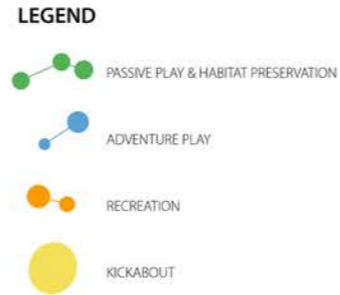 LEGEND
PASSIVE PLAY & HABITAT PRESERVATION
ADVENTURE PLAY
RECREATION
KICKABOUT